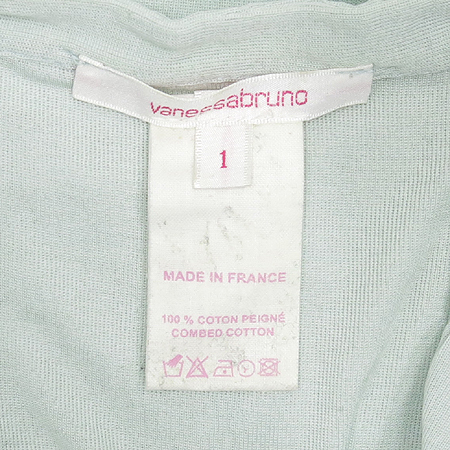 vanessabruno
1
MADE IN FRANCE
100 % COTON PEIGNÉ
COMBED COTTON